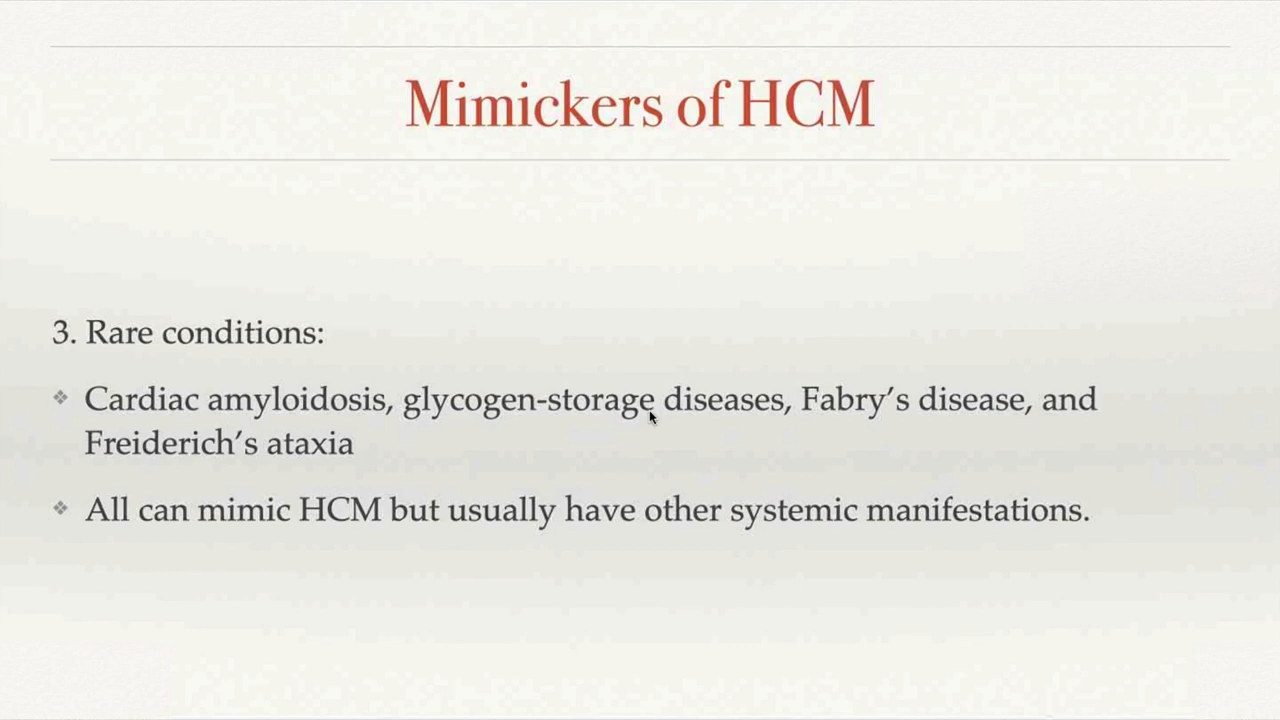 Mimickers of HCM
3. Rare conditions:
❖ Cardiac amyloidosis, glycogen-storage diseases, Fabry’s disease, and
Freiderich’s ataxia
❖ All can mimic HCM but usually have other systemic manifestations.